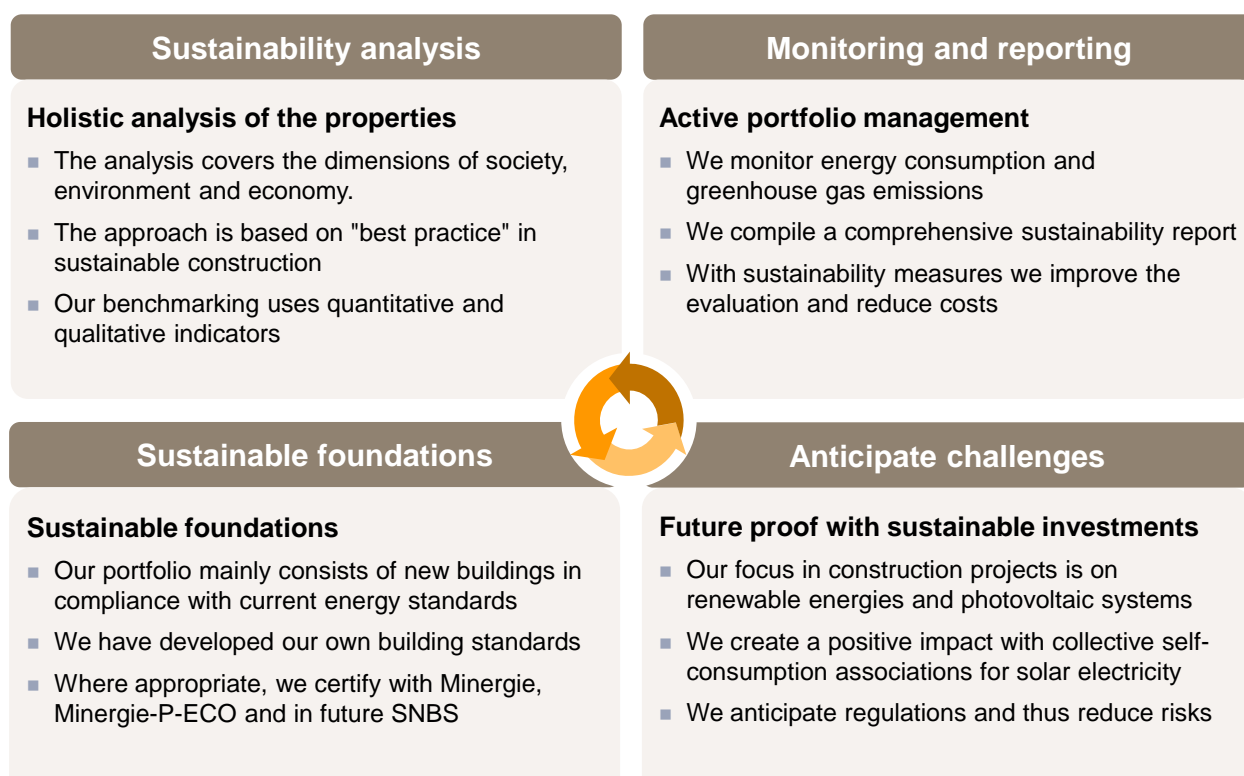 Sustainability analysis
Holistic analysis of the properties
The analysis covers the dimensions of society,
environment and economy.
The approach is based on "best practice" in
sustainable construction
Our benchmarking uses quantitative and
qualitative indicators
Monitoring and reporting
Active portfolio management
We monitor energy consumption and
greenhouse gas emissions
We compile a comprehensive sustainability report
With sustainability measures we improve the
evaluation and reduce costs
Sustainable foundations
Sustainable foundations
Our portfolio mainly consists of new buildings in
compliance with current energy standards
We have developed our own building standards
Where appropriate, we certify with Minergie,
Minergie-P-ECO and in future SNBS
Anticipate challenges
Future proof with sustainable investments
Our focus in construction projects is on
renewable energies and photovoltaic systems
We create a positive impact with collective self-
consumption associations for solar electricity
We anticipate regulations and thus reduce risks